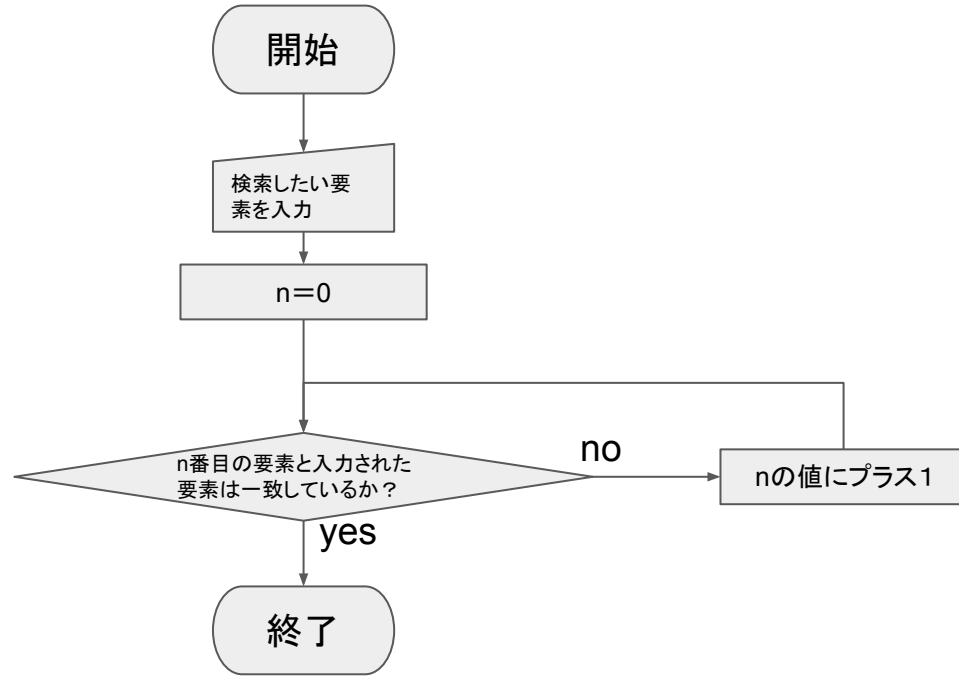 開始
検索したい要
素を入力
n＝0
n番目の要素と入力された
要素は一致しているか？
no
nの値にプラス１
yes
終了